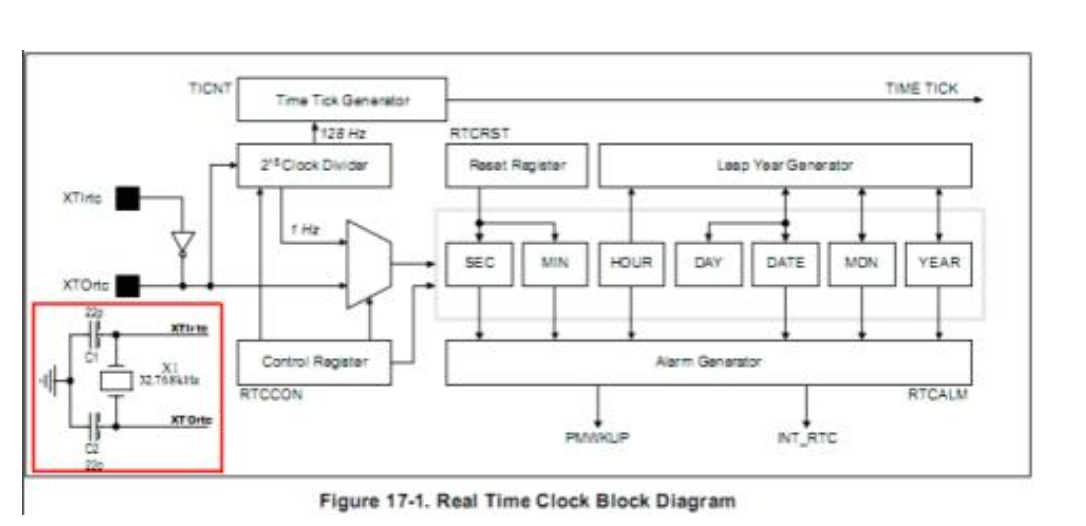 TICNT
Time Tick Generator
TIME TICK
128 Hz
RTCRST
2¹⁵ Clock Divider
Reset Register
Leap Year Generator
XTIrtc
1 Hz
SEC
MIN
HOUR
DAY
DATE
MON
YEAR
XTOrtc
22p
XTIrtc
C1
X1
32.768kHz
Control Register
Alarm Generator
RTCCON
RTCALM
XTOrtc
C2
22p
PMWKUP
INT_RTC
Figure 17-1. Real Time Clock Block Diagram